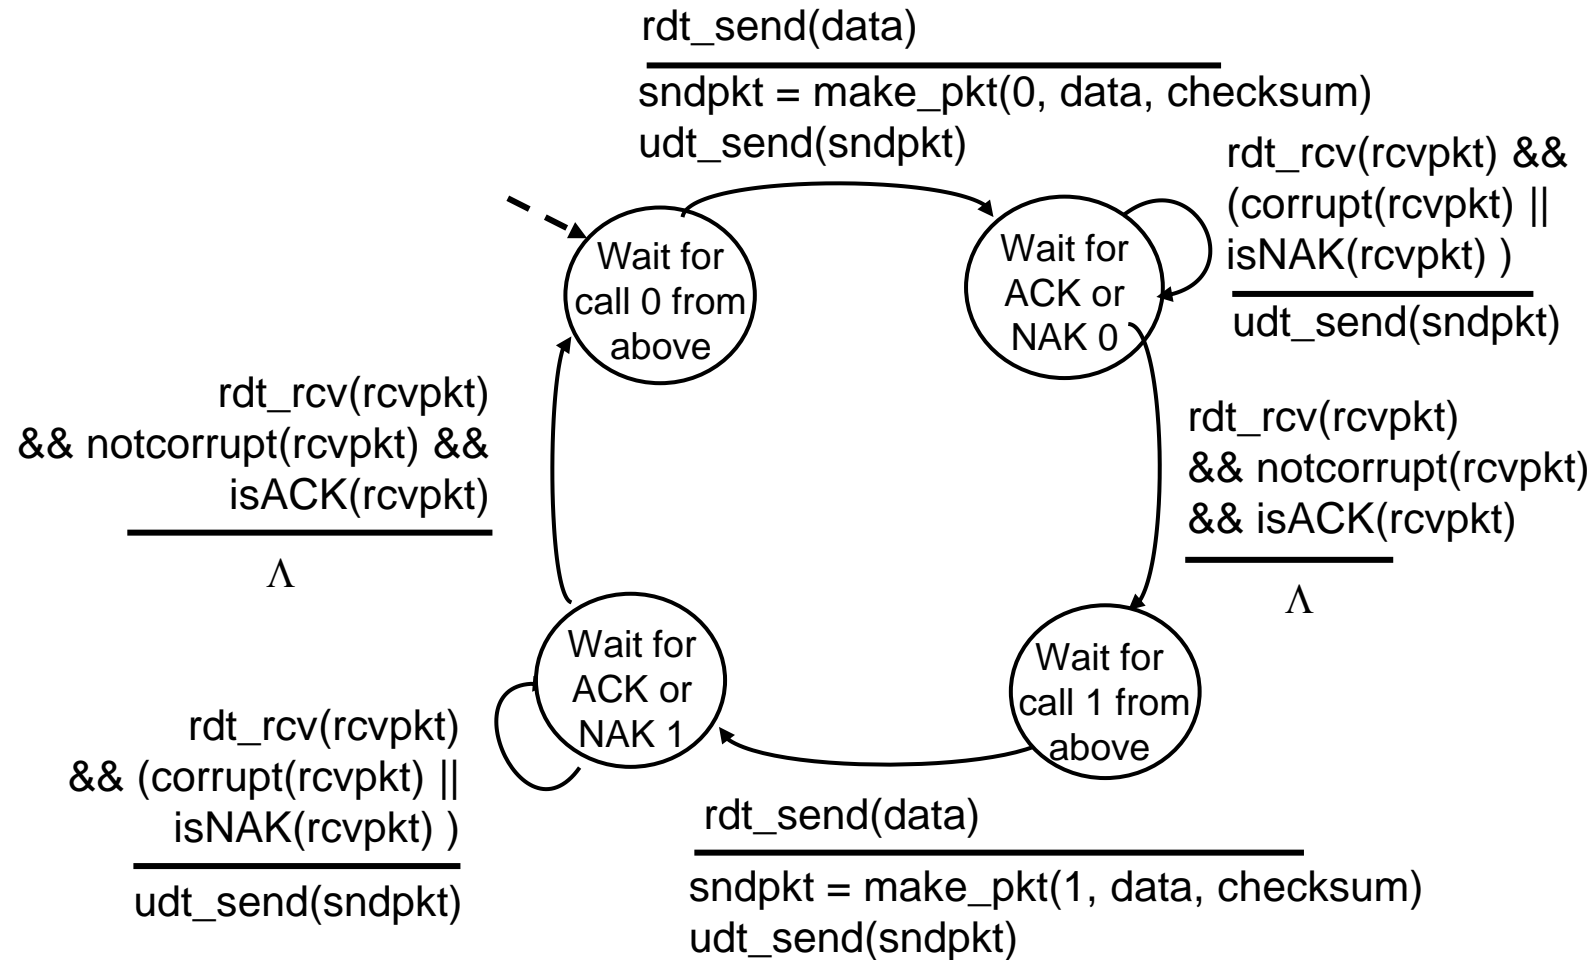 rdt_send(data)
sndpkt = make_pkt(0, data, checksum)
udt_send(sndpkt)
rdt_rcv(rcvpkt) &&
(corrupt(rcvpkt) ||
isNAK(rcvpkt) )
udt_send(sndpkt)
Wait for
call 0 from
above
Wait for
ACK or
NAK 0
rdt_rcv(rcvpkt)
&& notcorrupt(rcvpkt) &&
isACK(rcvpkt)
Λ
rdt_rcv(rcvpkt)
&& notcorrupt(rcvpkt)
&& isACK(rcvpkt)
Λ
Wait for
ACK or
NAK 1
Wait for
call 1 from
above
rdt_rcv(rcvpkt)
&& (corrupt(rcvpkt) ||
isNAK(rcvpkt) )
udt_send(sndpkt)
rdt_send(data)
sndpkt = make_pkt(1, data, checksum)
udt_send(sndpkt)